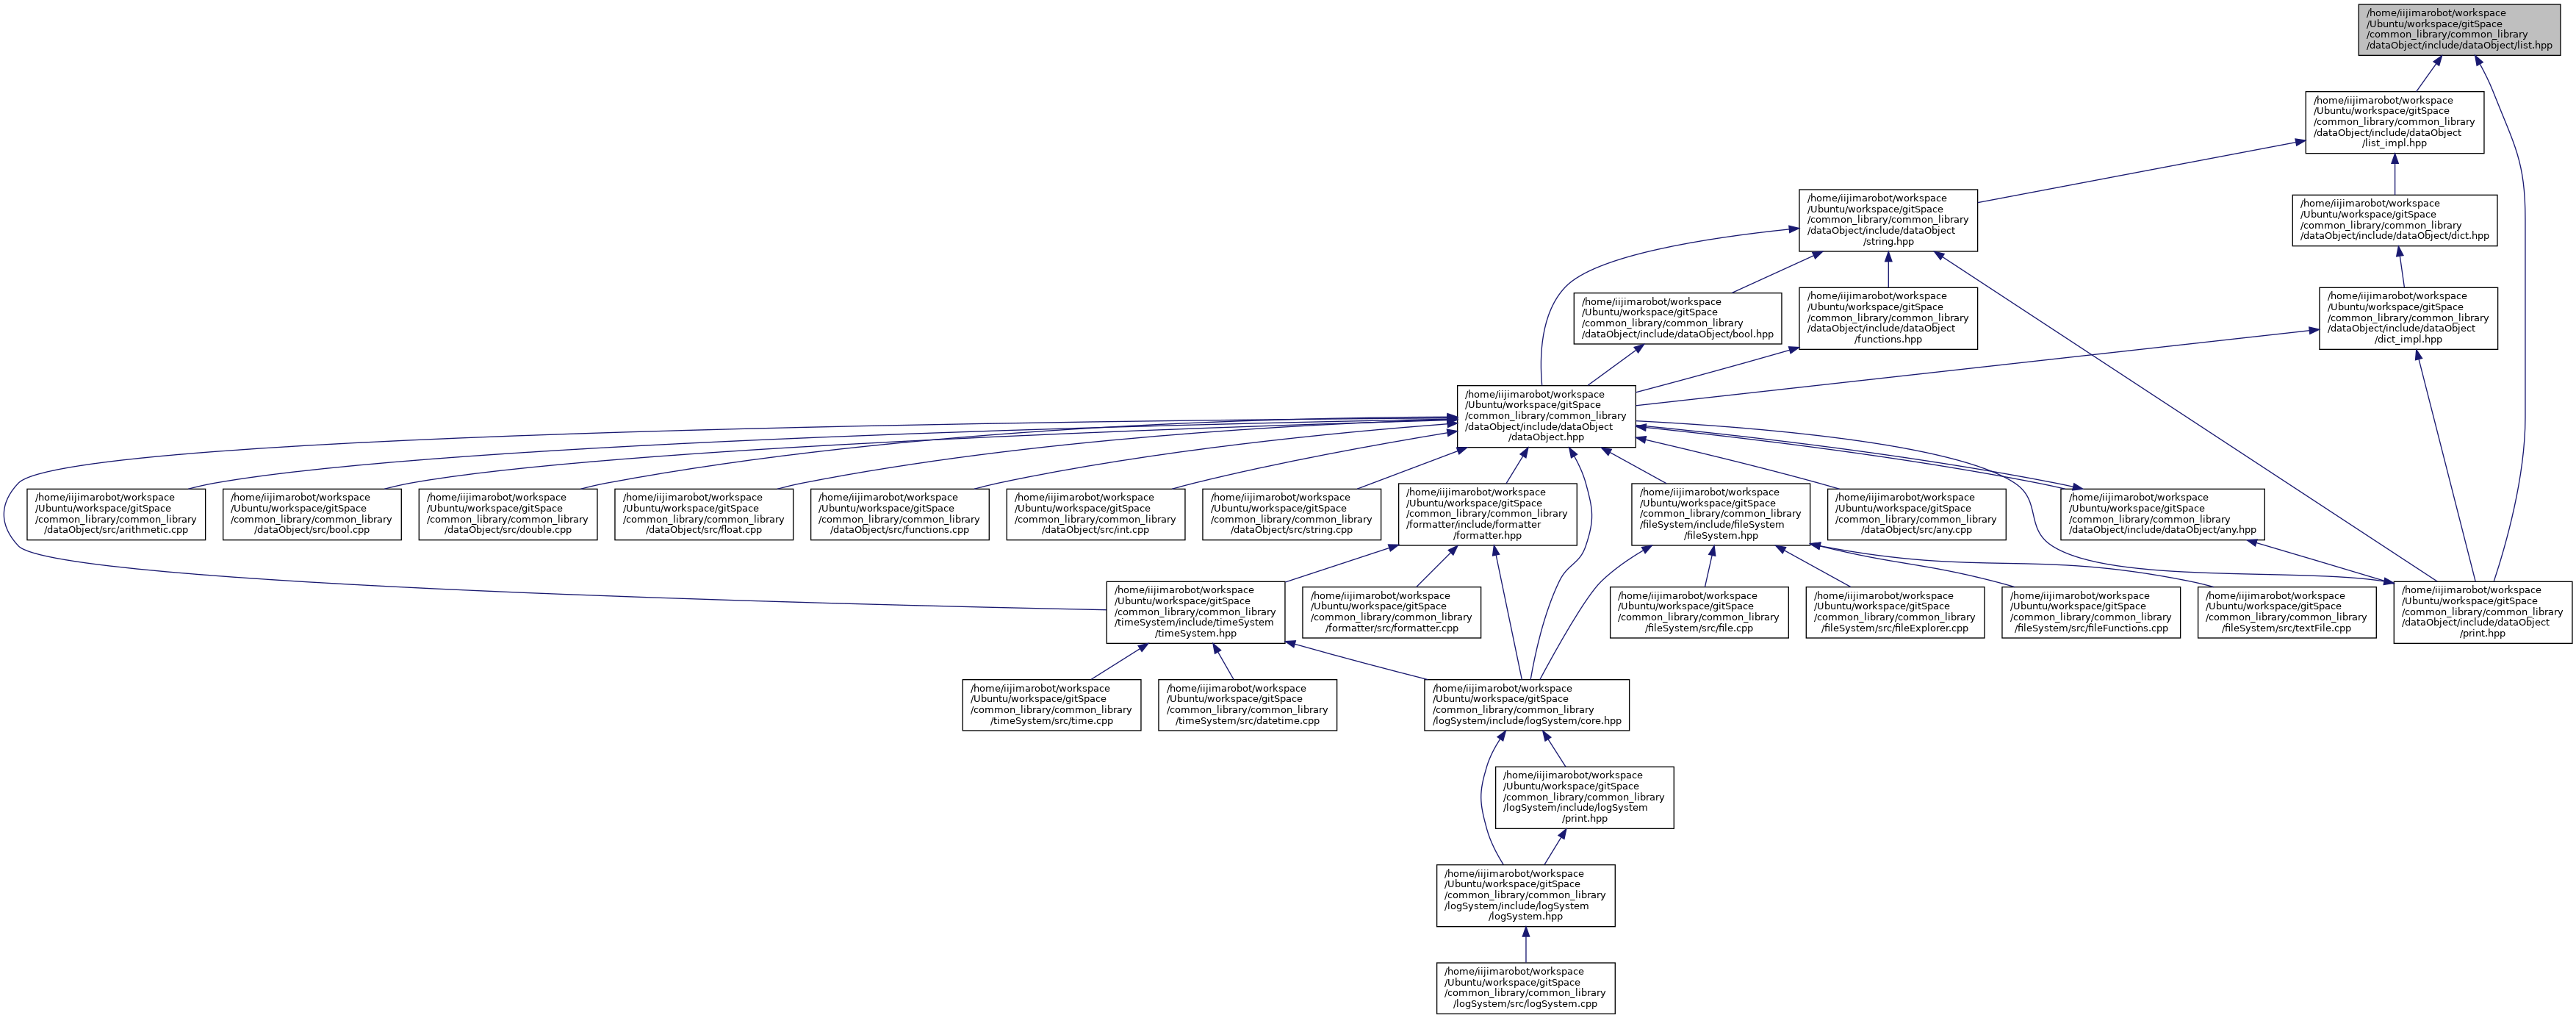 /home/iijimarobot/workspace
/Ubuntu/workspace/gitSpace
/common_library/common_library
/dataObject/include/dataObject/list.hpp
/home/iijimarobot/workspace
/Ubuntu/workspace/gitSpace
/common_library/common_library
/dataObject/include/dataObject
/list_impl.hpp
/home/iijimarobot/workspace
/Ubuntu/workspace/gitSpace
/common_library/common_library
/dataObject/include/dataObject
/string.hpp
/home/iijimarobot/workspace
/Ubuntu/workspace/gitSpace
/common_library/common_library
/dataObject/include/dataObject/dict.hpp
/home/iijimarobot/workspace
/Ubuntu/workspace/gitSpace
/common_library/common_library
/dataObject/include/dataObject/bool.hpp
/home/iijimarobot/workspace
/Ubuntu/workspace/gitSpace
/common_library/common_library
/dataObject/include/dataObject
/functions.hpp
/home/iijimarobot/workspace
/Ubuntu/workspace/gitSpace
/common_library/common_library
/dataObject/include/dataObject
/dict_impl.hpp
/home/iijimarobot/workspace
/Ubuntu/workspace/gitSpace
/common_library/common_library
/dataObject/include/dataObject
/dataObject.hpp
/home/iijimarobot/workspace
/Ubuntu/workspace/gitSpace
/common_library/common_library
/dataObject/src/arithmetic.cpp
/home/iijimarobot/workspace
/Ubuntu/workspace/gitSpace
/common_library/common_library
/dataObject/src/bool.cpp
/home/iijimarobot/workspace
/Ubuntu/workspace/gitSpace
/common_library/common_library
/dataObject/src/double.cpp
/home/iijimarobot/workspace
/Ubuntu/workspace/gitSpace
/common_library/common_library
/dataObject/src/float.cpp
/home/iijimarobot/workspace
/Ubuntu/workspace/gitSpace
/common_library/common_library
/dataObject/src/functions.cpp
/home/iijimarobot/workspace
/Ubuntu/workspace/gitSpace
/common_library/common_library
/dataObject/src/int.cpp
/home/iijimarobot/workspace
/Ubuntu/workspace/gitSpace
/common_library/common_library
/dataObject/src/string.cpp
/home/iijimarobot/workspace
/Ubuntu/workspace/gitSpace
/common_library/common_library
/formatter/include/formatter
/formatter.hpp
/home/iijimarobot/workspace
/Ubuntu/workspace/gitSpace
/common_library/common_library
/fileSystem/include/fileSystem
/fileSystem.hpp
/home/iijimarobot/workspace
/Ubuntu/workspace/gitSpace
/common_library/common_library
/dataObject/src/any.cpp
/home/iijimarobot/workspace
/Ubuntu/workspace/gitSpace
/common_library/common_library
/dataObject/include/dataObject/any.hpp
/home/iijimarobot/workspace
/Ubuntu/workspace/gitSpace
/common_library/common_library
/timeSystem/include/timeSystem
/timeSystem.hpp
/home/iijimarobot/workspace
/Ubuntu/workspace/gitSpace
/common_library/common_library
/formatter/src/formatter.cpp
/home/iijimarobot/workspace
/Ubuntu/workspace/gitSpace
/common_library/common_library
/fileSystem/src/file.cpp
/home/iijimarobot/workspace
/Ubuntu/workspace/gitSpace
/common_library/common_library
/fileSystem/src/fileExplorer.cpp
/home/iijimarobot/workspace
/Ubuntu/workspace/gitSpace
/common_library/common_library
/fileSystem/src/fileFunctions.cpp
/home/iijimarobot/workspace
/Ubuntu/workspace/gitSpace
/common_library/common_library
/fileSystem/src/textFile.cpp
/home/iijimarobot/workspace
/Ubuntu/workspace/gitSpace
/common_library/common_library
/dataObject/include/dataObject
/print.hpp
/home/iijimarobot/workspace
/Ubuntu/workspace/gitSpace
/common_library/common_library
/timeSystem/src/time.cpp
/home/iijimarobot/workspace
/Ubuntu/workspace/gitSpace
/common_library/common_library
/timeSystem/src/datetime.cpp
/home/iijimarobot/workspace
/Ubuntu/workspace/gitSpace
/common_library/common_library
/logSystem/include/logSystem/core.hpp
/home/iijimarobot/workspace
/Ubuntu/workspace/gitSpace
/common_library/common_library
/logSystem/include/logSystem
/print.hpp
/home/iijimarobot/workspace
/Ubuntu/workspace/gitSpace
/common_library/common_library
/logSystem/include/logSystem
/logSystem.hpp
/home/iijimarobot/workspace
/Ubuntu/workspace/gitSpace
/common_library/common_library
/logSystem/src/logSystem.cpp